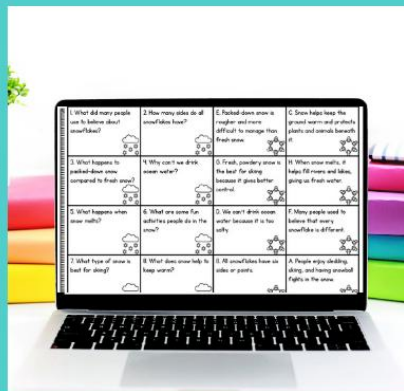 1. What did many people
use to believe about
snowflakes?
2. How many sides do all
snowflakes have?
E. Packed-down snow is
rougher and more
difficult to manage than
fresh snow.
C. Snow helps keep the
ground warm and protects
plants and animals beneath
it.
3. What happens to
packed-down snow
compared to fresh snow?
4. Why can't we drink
ocean water?
G. Fresh, powdery snow is
the best for skiing
because it gives better
control.
H. When snow melts, it
helps fill rivers and lakes,
giving us fresh water.
5. What happens when
snow melts?
6. What are some fun
activities people do in the
snow?
D. We can't drink ocean
water because it is too
salty.
F. Many people used to
believe that every
snowflake is different.
7. What type of snow is
best for skiing?
8. What does snow help to
keep warm?
B. All snowflakes have six
sides or points.
A. People enjoy sledding,
skiing, and having snowball
fights in the snow.